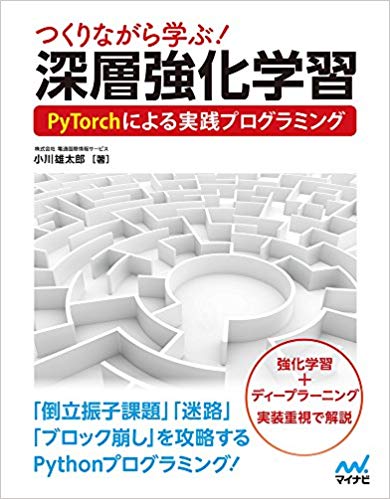 つくりながら学ぶ!
深層強化学習
PyTorchによる実践プログラミング
株式会社 電通国際情報サービス
小川雄太郎 [著]
強化学習
+
ディープラーニング
実装重視で解説
「倒立振子課題」「迷路」
「ブロック崩し」を攻略する
Pythonプログラミング!
マイナビ